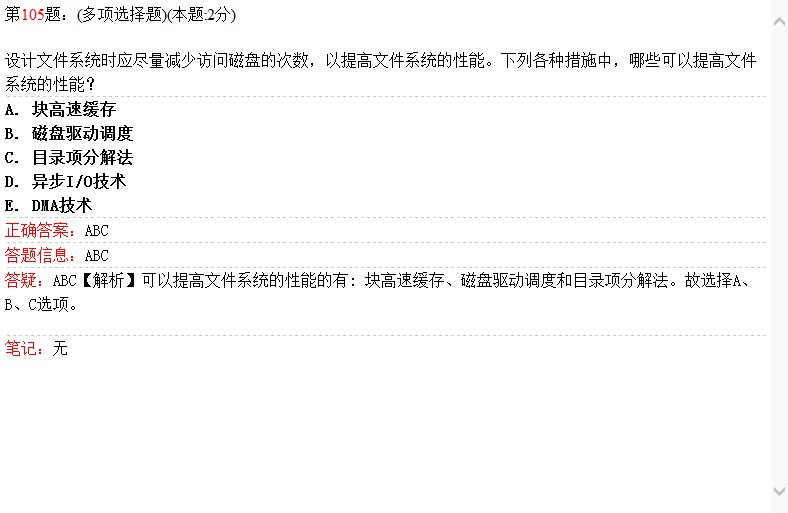 第105题：(多项选择题)(本题:2分)
设计文件系统时应尽量减少访问磁盘的次数，以提高文件系统的性能。下列各种措施中，哪些可以提高文件
系统的性能？
A. 块高速缓存
B. 磁盘驱动调度
C. 目录项分解法
D. 异步I/O技术
E. DMA技术
正确答案：ABC
答题信息：ABC
答疑：ABC【解析】可以提高文件系统的性能的有：块高速缓存、磁盘驱动调度和目录项分解法。故选择A、
B、C选项。
笔记：无